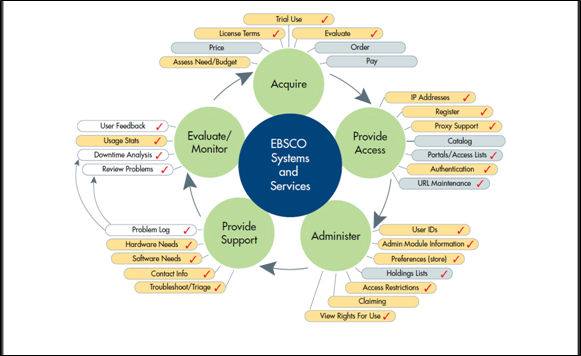 Trial Use
License Terms
Evaluate
Price
Order
Assess Need/Budget
Pay
Acquire
IP Addresses
Register
Proxy Support
Catalog
Portals/Access Lists
Authentication
URL Maintenance
Provide
Access
User Feedback
Usage Stats
Downtime Analysis
Review Problems
Evaluate/
Monitor
EBSCO
Systems
and
Services
Problem Log
Hardware Needs
Software Needs
Contact Info
Troubleshoot/Triage
Provide
Support
Administer
User IDs
Admin Module Information
Preferences (store)
Holdings Lists
Access Restrictions
Claiming
View Rights For Use